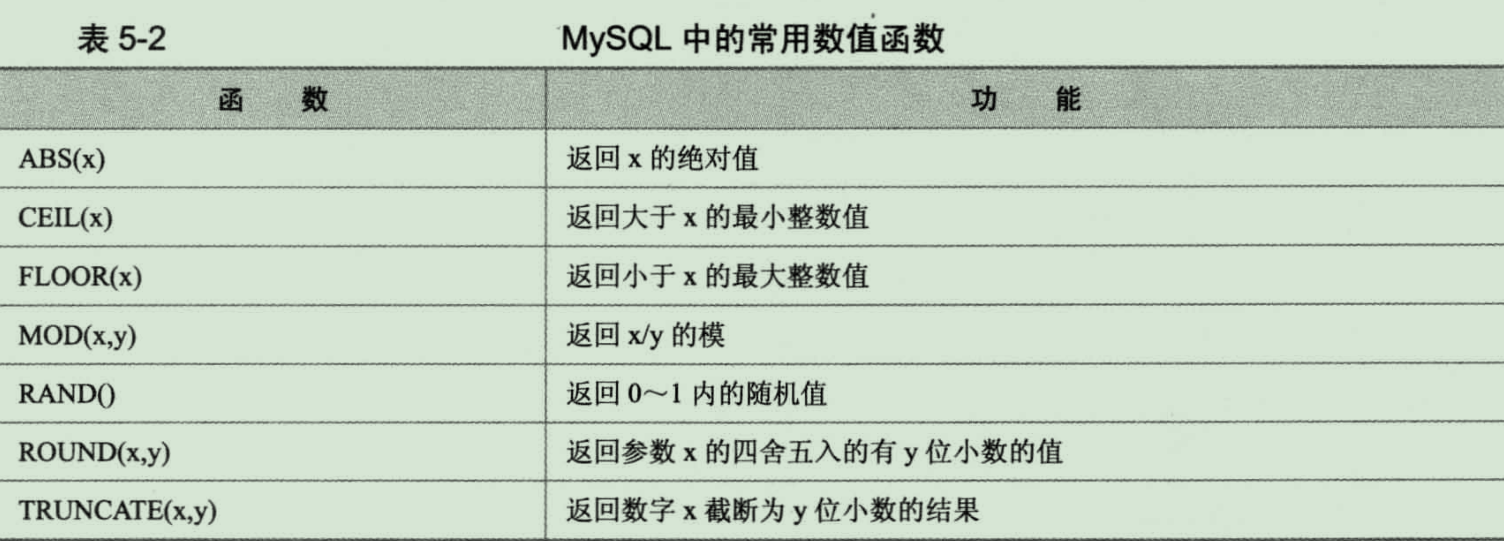 表 5-2 MySQL 中的常用数值函数
函 数 功 能
ABS(x) 返回 x 的绝对值
CEIL(x) 返回大于 x 的最小整数值
FLOOR(x) 返回小于 x 的最大整数值
MOD(x,y) 返回 x/y 的模
RAND() 返回 0～1 内的随机值
ROUND(x,y) 返回参数 x 的四舍五入的有 y 位小数的值
TRUNCATE(x,y) 返回数字 x 截断为 y 位小数的结果